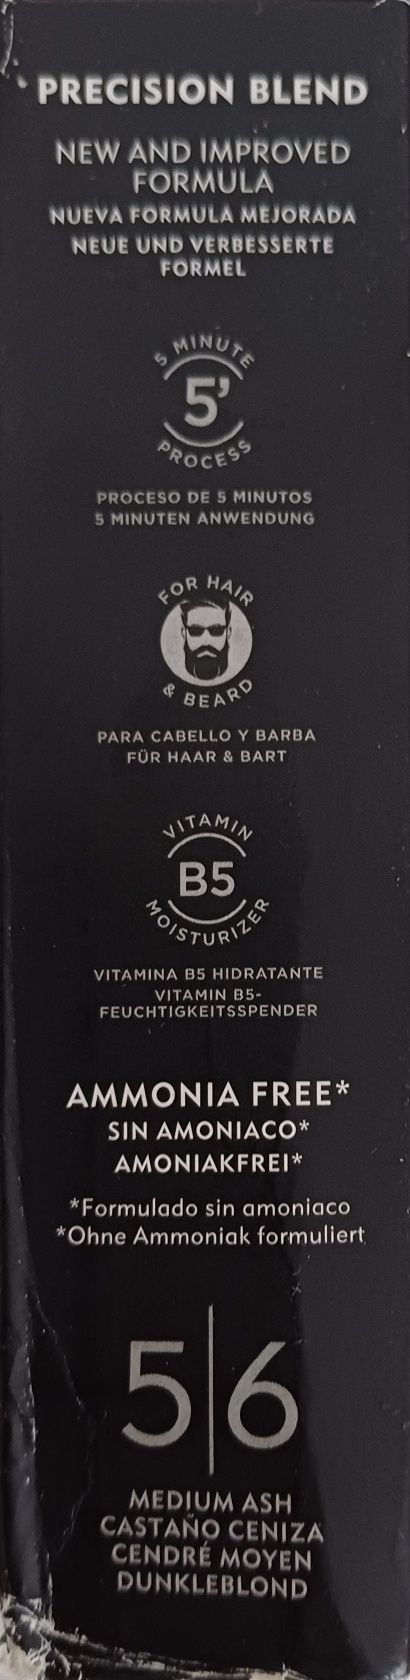 PRECISION BLEND
NEW AND IMPROVED
FORMULA
NUEVA FORMULA MEJORADA
NEUE UND VERBESSERTE
FORMEL
5 MINUTE
5'
PROCESS
PROCESO DE 5 MINUTOS
5 MINUTEN ANWENDUNG
FOR HAIR
& BEARD
PARA CABELLO Y BARBA
FÜR HAAR & BART
VITAMIN
B5
MOISTURIZER
VITAMINA B5 HIDRATANTE
VITAMIN B5-
FEUCHTIGKEITSSPENDER
AMMONIA FREE*
SIN AMONIACO*
AMONIAKFREI*
*Formulado sin amoniaco
*Ohne Ammoniak formuliert
5|6
MEDIUM ASH
CASTAÑO CENIZA
CENDRÉ MOYEN
DUNKLEBLOND